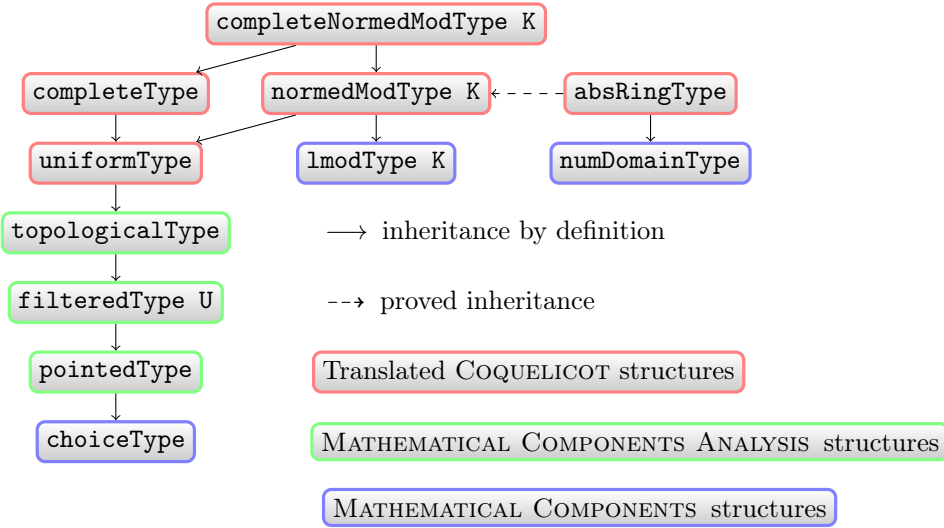 completeNormedModType K
completeType normedModType K absRingType
uniformType lmodType K numDomainType
topologicalType inheritance by definition
filteredType U proved inheritance
pointedType Translated COQUELICOT structures
choiceType MATHEMATICAL COMPONENTS ANALYSIS structures
MATHEMATICAL COMPONENTS structures